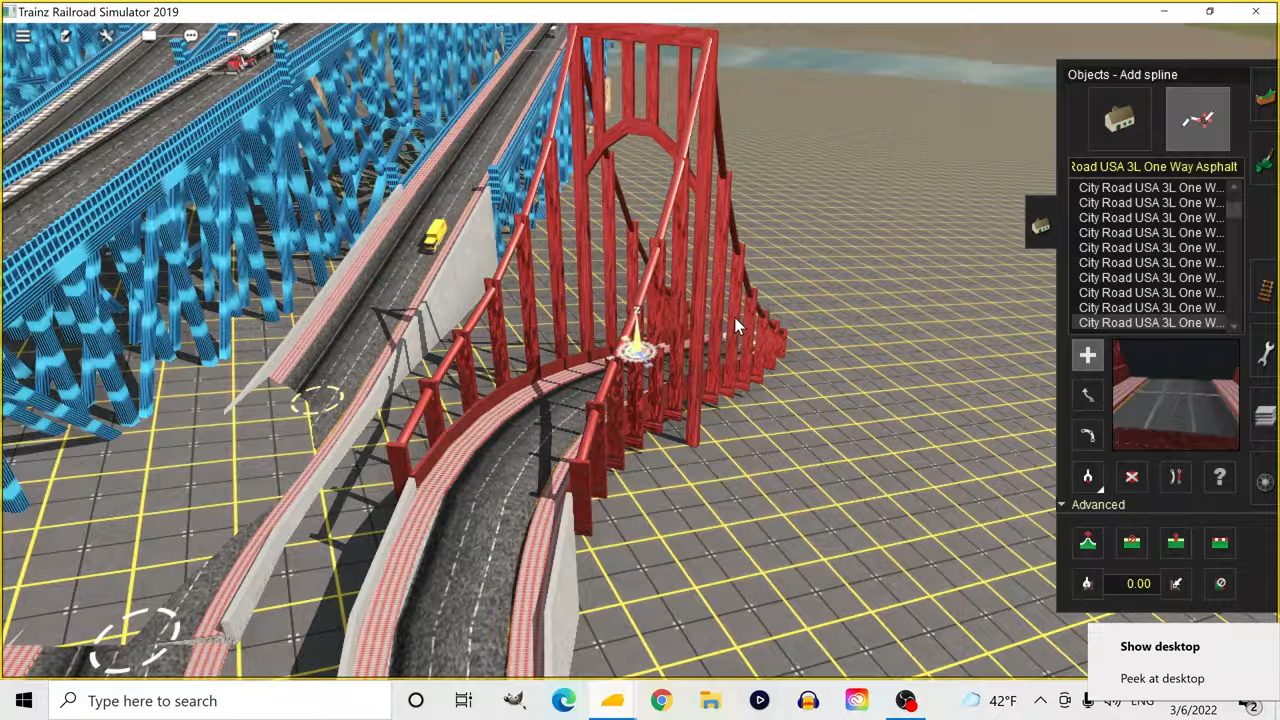 Trainz Railroad Simulator 2019
Objects - Add spline
Road USA 3L One Way Asphalt
City Road USA 3L One W...
City Road USA 3L One W...
City Road USA 3L One W...
City Road USA 3L One W...
City Road USA 3L One W...
City Road USA 3L One W...
City Road USA 3L One W...
City Road USA 3L One W...
City Road USA 3L One W...
City Road USA 3L One W...
Advanced
0.00
Show desktop
Peek at desktop
Type here to search
42°F
ENG
3/6/2022
2